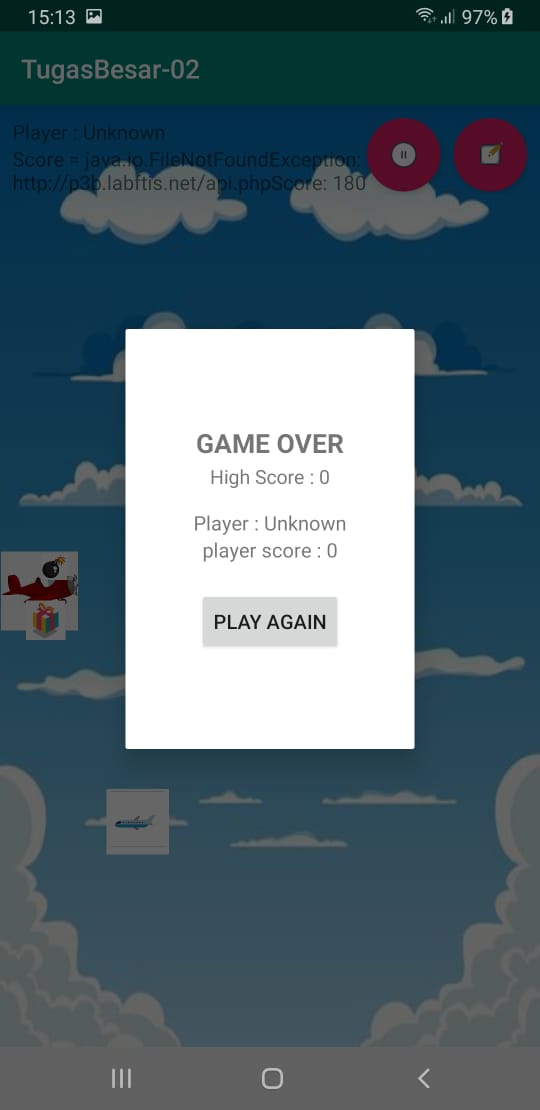 15:13 97%
TugasBesar-02
Player : Unknown
Score = java.io.FileNotFoundException:
http://p3b.labftis.net/api.phpScore: 180
GAME OVER
High Score : 0
Player : Unknown
player score : 0
PLAY AGAIN